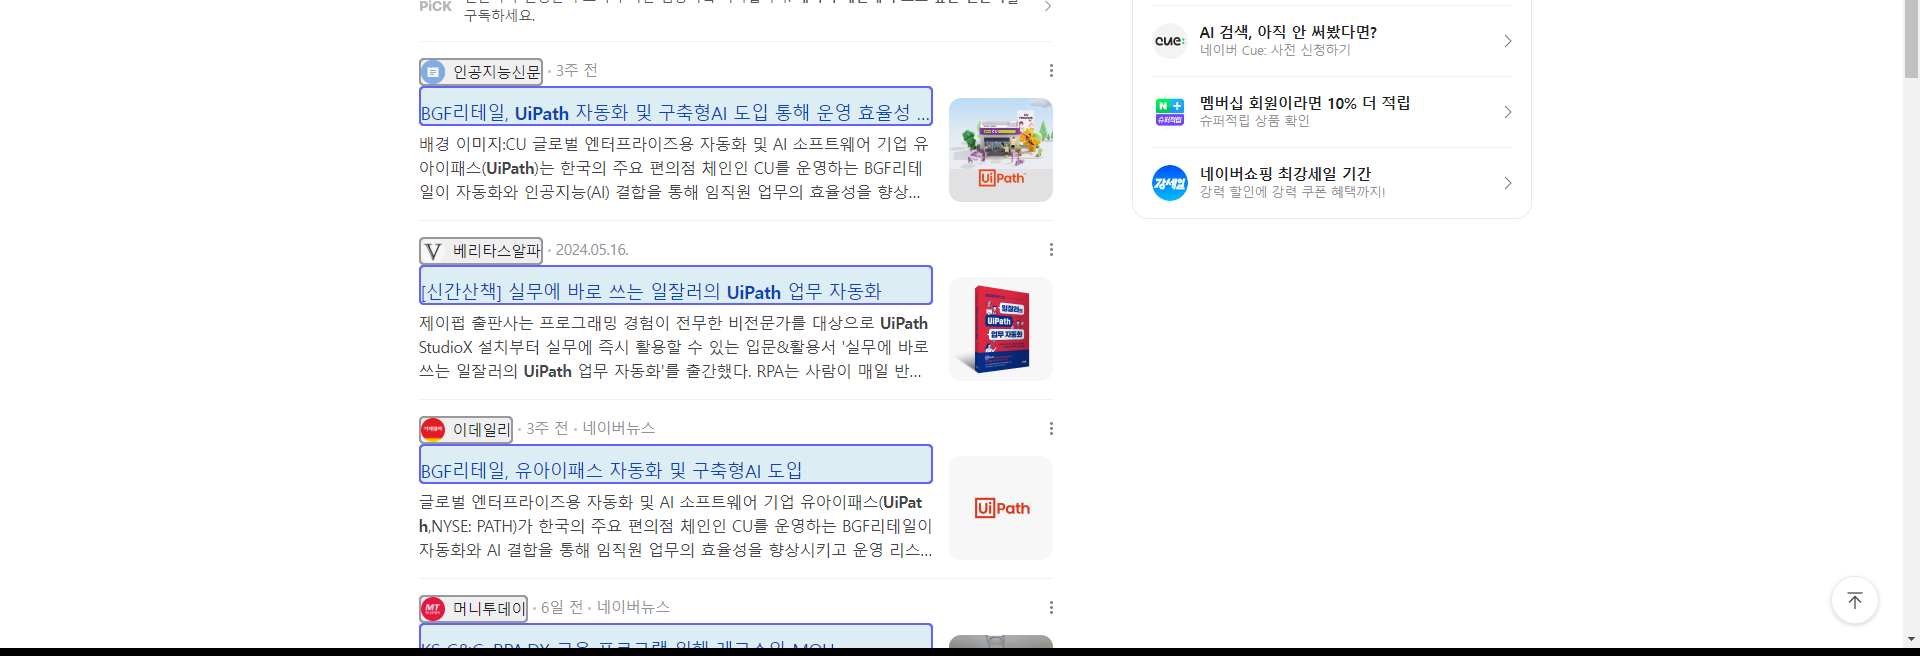 PiCK
구독하세요.
인공지능신문 · 3주 전
BGF리테일, UiPath 자동화 및 구축형AI 도입 통해 운영 효율성 ...
배경 이미지:CU 글로벌 엔터프라이즈용 자동화 및 AI 소프트웨어 기업 유
아이패스(UiPath)는 한국의 주요 편의점 체인인 CU를 운영하는 BGF리테
일이 자동화와 인공지능(AI) 결합을 통해 임직원 업무의 효율성을 향상...
UiPath
베리타스알파 · 2024.05.16.
[신간산책] 실무에 바로 쓰는 일잘러의 UiPath 업무 자동화
제이펍 출판사는 프로그래밍 경험이 전무한 비전문가를 대상으로 UiPath
StudioX 설치부터 실무에 즉시 활용할 수 있는 입문&활용서 '실무에 바로
쓰는 일잘러의 UiPath 업무 자동화'를 출간했다. RPA는 사람이 매일 반...
일잘러의
UiPath
업무 자동화
이데일리 · 3주 전 · 네이버뉴스
BGF리테일, 유아이패스 자동화 및 구축형AI 도입
글로벌 엔터프라이즈용 자동화 및 AI 소프트웨어 기업 유아이패스(UiPat
h,NYSE: PATH)가 한국의 주요 편의점 체인인 CU를 운영하는 BGF리테일이
자동화와 AI 결합을 통해 임직원 업무의 효율성을 향상시키고 운영 리스...
UiPath
MT 머니투데이 · 6일 전 · 네이버뉴스
cue:
AI 검색, 아직 안 써봤다면?
네이버 Cue: 사전 신청하기
N +
슈퍼적립
멤버십 회원이라면 10% 더 적립
슈퍼적립 상품 확인
강세일
네이버쇼핑 최강세일 기간
강력 할인에 강력 쿠폰 혜택까지!